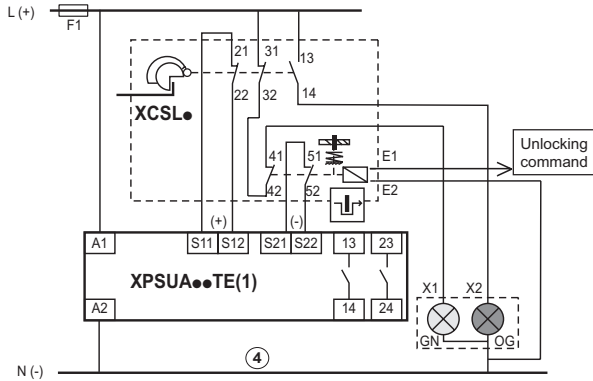 L (+)
F1
21
31
13
22
32
14
XCSL●
41
51
E1
Unlocking
command
42
52
E2
(+)
(-)
A1
S11
S12
S21
S22
13
23
XPSUA●●TE(1)
X1
X2
A2
14
24
GN
OG
4
N (-)